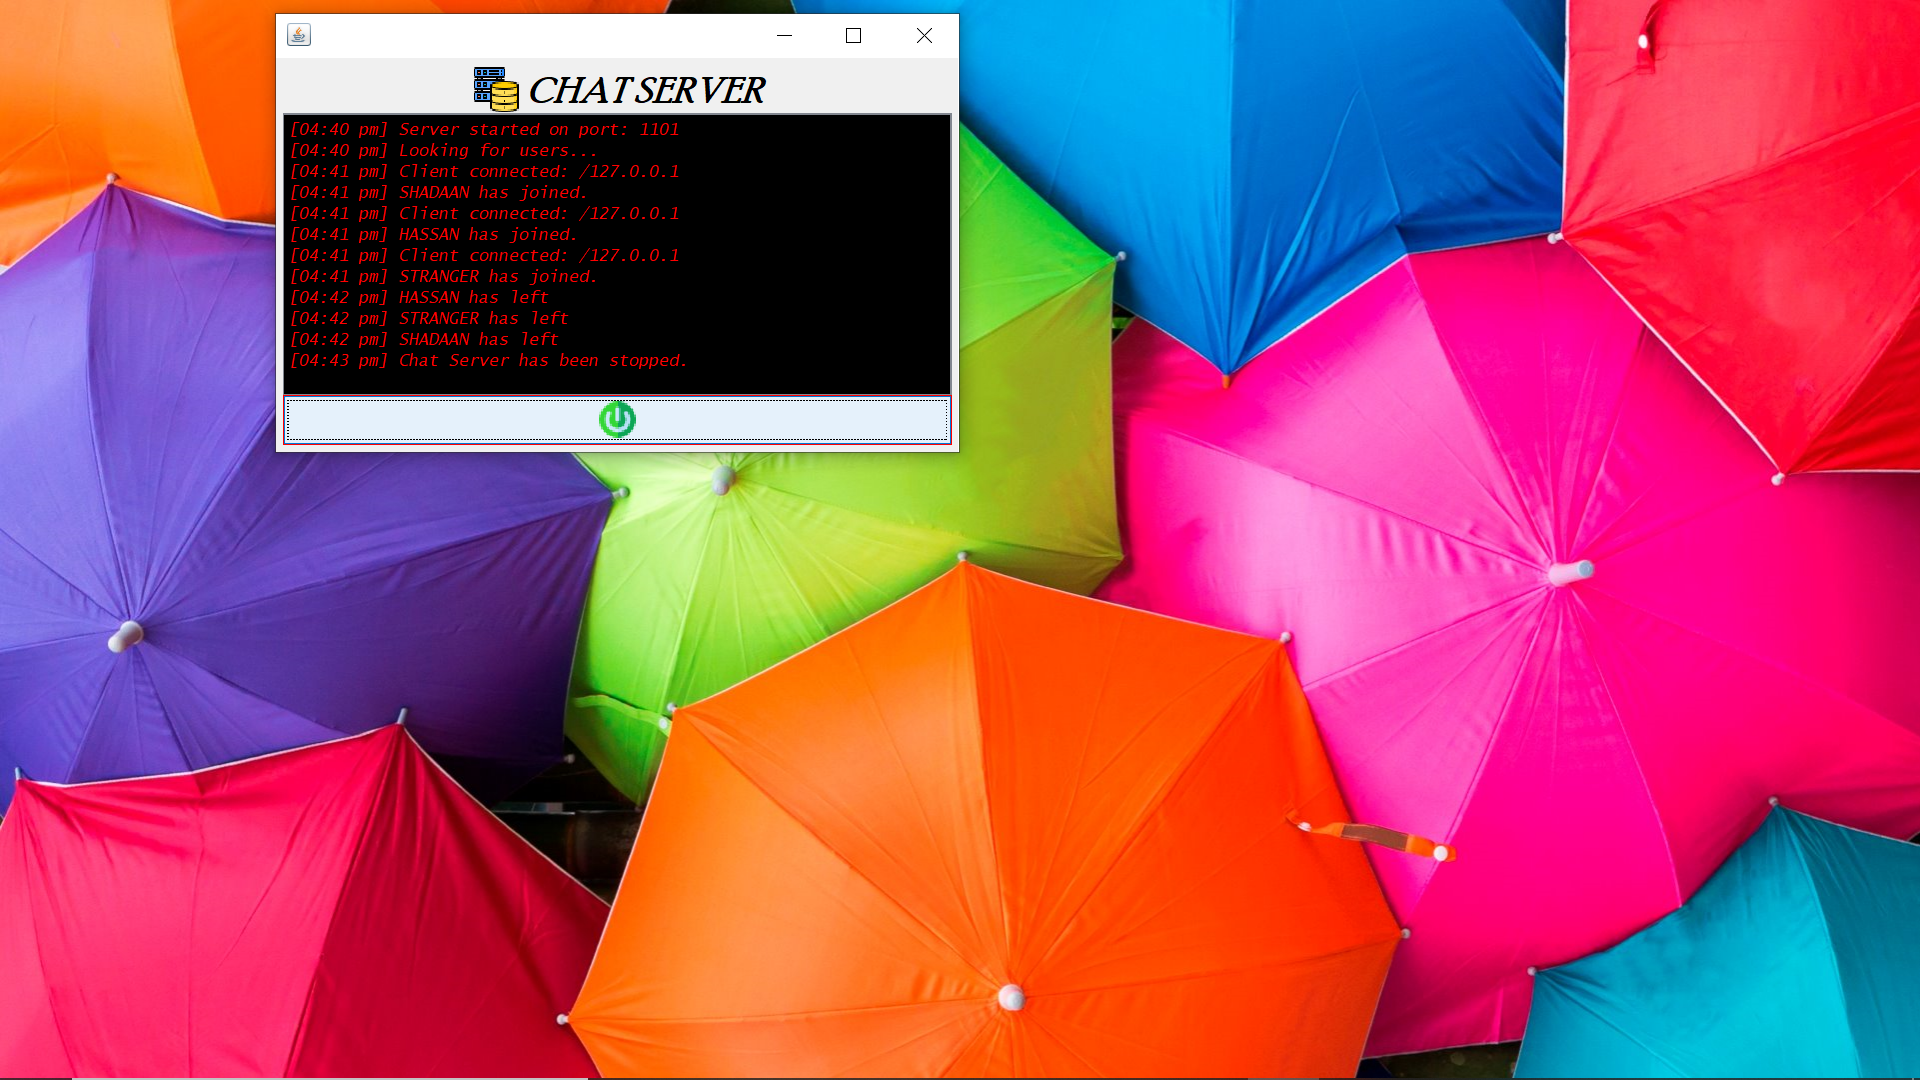 CHAT SERVER
[04:40 pm] Server started on port: 1101
[04:40 pm] Looking for users...
[04:41 pm] Client connected: /127.0.0.1
[04:41 pm] SHADAAN has joined.
[04:41 pm] Client connected: /127.0.0.1
[04:41 pm] HASSAN has joined.
[04:41 pm] Client connected: /127.0.0.1
[04:41 pm] STRANGER has joined.
[04:42 pm] HASSAN has left
[04:42 pm] STRANGER has left
[04:42 pm] SHADAAN has left
[04:43 pm] Chat Server has been stopped.